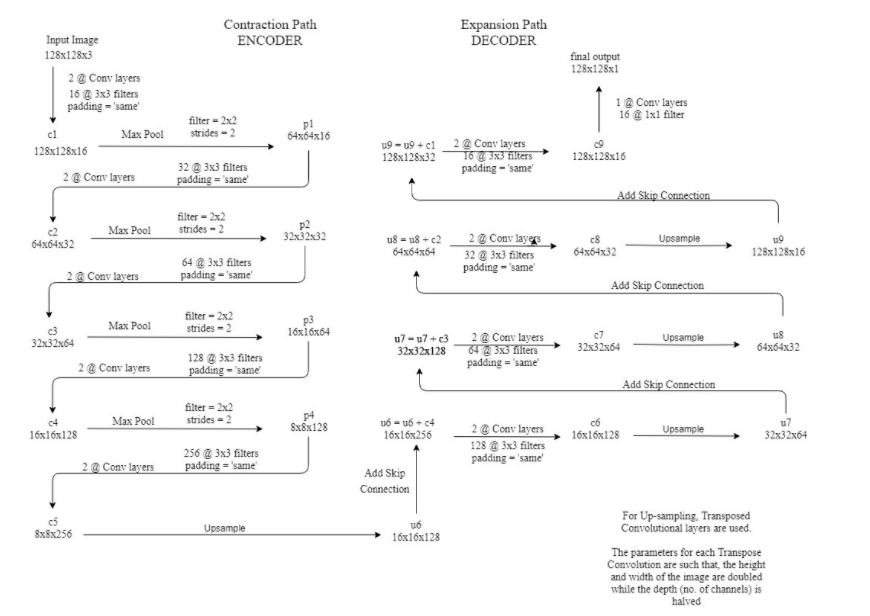 Contraction Path
ENCODER
Input Image
128x128x3
2 @ Conv layers
16 @ 3x3 filters
padding = 'same'
c1
128x128x16
Max Pool
filter = 2x2
strides = 2
p1
64x64x16
2 @ Conv layers
32 @ 3x3 filters
padding = 'same'
c2
64x64x32
Max Pool
filter = 2x2
strides = 2
p2
32x32x32
2 @ Conv layers
64 @ 3x3 filters
padding = 'same'
c3
32x32x64
Max Pool
filter = 2x2
strides = 2
p3
16x16x64
2 @ Conv layers
128 @ 3x3 filters
padding = 'same'
c4
16x16x128
Max Pool
filter = 2x2
strides = 2
p4
8x8x128
2 @ Conv layers
256 @ 3x3 filters
padding = 'same'
c5
8x8x256
Upsample
u6
16x16x128
Add Skip
Connection
Expansion Path
DECODER
u6 = u6 + c4
16x16x256
2 @ Conv layers
128 @ 3x3 filters
padding = 'same'
c6
16x16x128
Upsample
u7
32x32x64
Add Skip Connection
u7 = u7 + c3
32x32x128
2 @ Conv layers
64 @ 3x3 filters
padding = 'same'
c7
32x32x64
Upsample
u8
64x64x32
Add Skip Connection
u8 = u8 + c2
64x64x64
2 @ Conv layers
32 @ 3x3 filters
padding = 'same'
c8
64x64x32
Upsample
u9
128x128x16
Add Skip Connection
u9 = u9 + c1
128x128x32
2 @ Conv layers
16 @ 3x3 filters
padding = 'same'
c9
128x128x16
1 @ Conv layers
16 @ 1x1 filter
final output
128x128x1
For Up-sampling, Transposed
Convolutional layers are used.
The parameters for each Transpose
Convolution are such that, the height
and width of the image are doubled
while the depth (no. of channels) is
halved